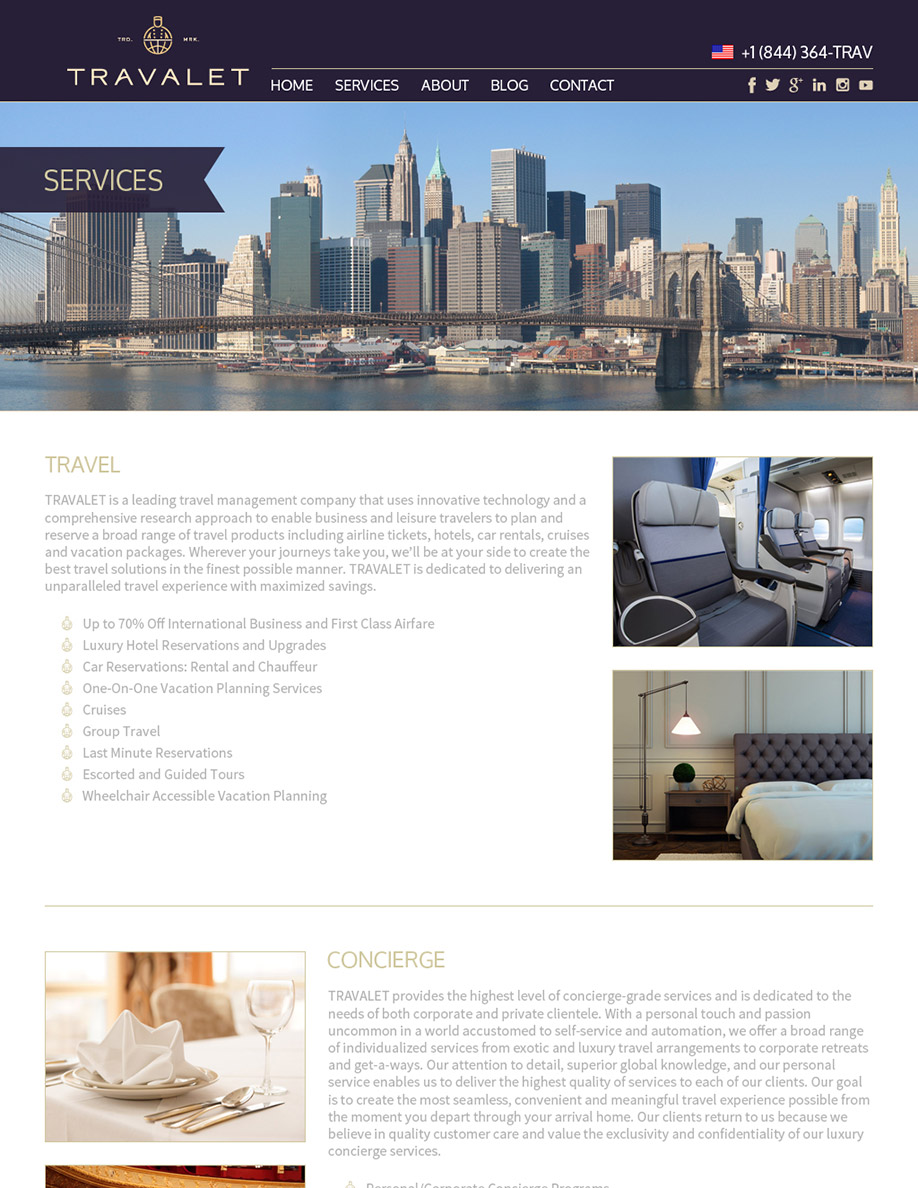 TRD. MRK.
TRAVALET
+1 (844) 364-TRAV
HOME SERVICES ABOUT BLOG CONTACT
SERVICES
TRAVEL
TRAVALET is a leading travel management company that uses innovative technology and a
comprehensive research approach to enable business and leisure travelers to plan and
reserve a broad range of travel products including airline tickets, hotels, car rentals, cruises
and vacation packages. Wherever your journeys take you, we'll be at your side to create the
best travel solutions in the finest possible manner. TRAVALET is dedicated to delivering an
unparalleled travel experience with maximized savings.
Up to 70% Off International Business and First Class Airfare
Luxury Hotel Reservations and Upgrades
Car Reservations: Rental and Chauffeur
One-On-One Vacation Planning Services
Cruises
Group Travel
Last Minute Reservations
Escorted and Guided Tours
Wheelchair Accessible Vacation Planning
CONCIERGE
TRAVALET provides the highest level of concierge-grade services and is dedicated to the
needs of both corporate and private clientele. With a personal touch and passion
uncommon in a world accustomed to self-service and automation, we offer a broad range
of individualized services from exotic and luxury travel arrangements to corporate retreats
and get-a-ways. Our attention to detail, superior global knowledge, and our personal
service enables us to deliver the highest quality of services to each of our clients. Our goal
is to create the most seamless, convenient and meaningful travel experience possible from
the moment you depart through your arrival home. Our clients return to us because we
believe in quality customer care and value the exclusivity and confidentiality of our luxury
concierge services.
Personal/Corporate Concierge Programs